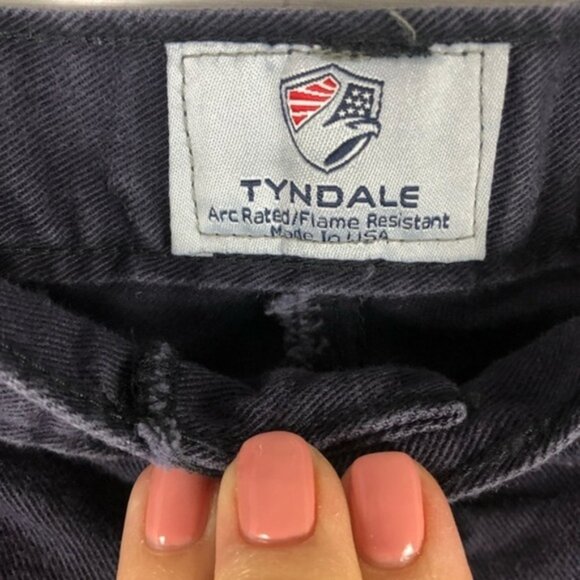 TYNDALE
Arc Rated/Flame Resistant
Made In USA